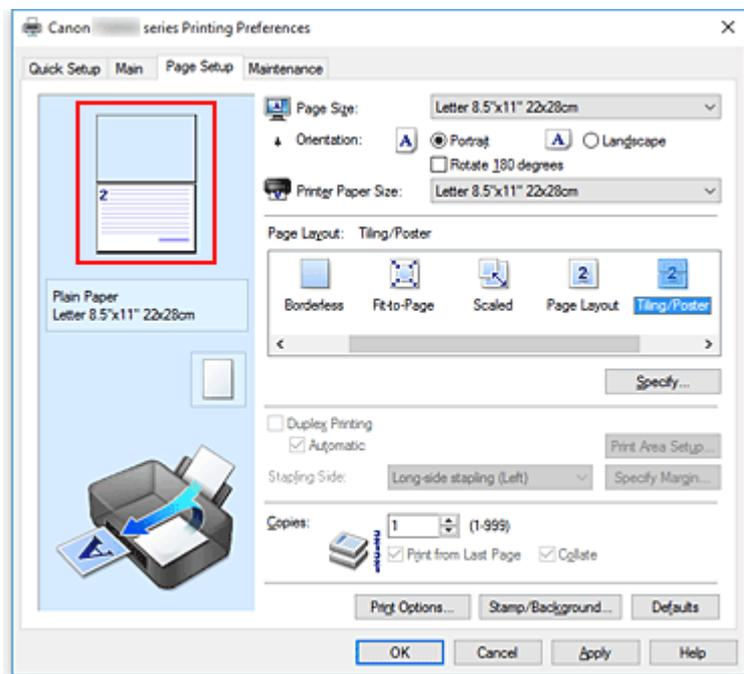 Canon series Printing Preferences
Quick Setup Main Page Setup Maintenance
2
Plain Paper
Letter 8.5"x11" 22x28cm
Page Size: Letter 8.5"x11" 22x28cm
Orientation: A Portrait A Landscape
Rotate 180 degrees
Printer Paper Size: Letter 8.5"x11" 22x28cm
Page Layout: Tiling/Poster
2 2
Borderless Fit-to-Page Scaled Page Layout Tiling/Poster
Specify...
Duplex Printing
Automatic Print Area Setup...
Stapling Side: Long-side stapling (Left) Specify Margin...
Copies: 1 (1-999)
Print from Last Page Collate
A
Print Options... Stamp/Background... Defaults
OK Cancel Apply Help